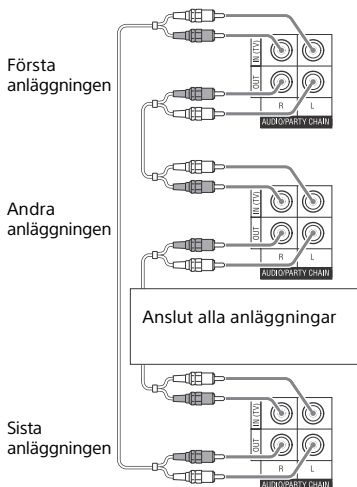 Första
anläggningen
IN (TV)
OUT
R L
AUDIO/PARTY CHAIN
Andra
anläggningen
IN (TV)
OUT
R L
AUDIO/PARTY CHAIN
Anslut alla anläggningar
Sista
anläggningen
IN (TV)
OUT
R L
AUDIO/PARTY CHAIN